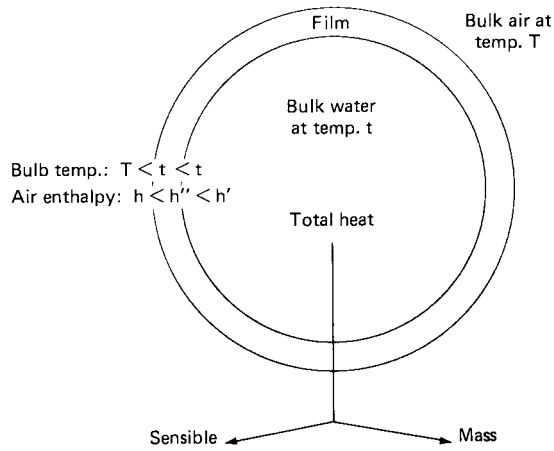 Film
Bulk air at
temp. T
Bulk water
at temp. t
Bulb temp.: T < t < t
Air enthalpy: h < h″ < h′
Total heat
Sensible
Mass